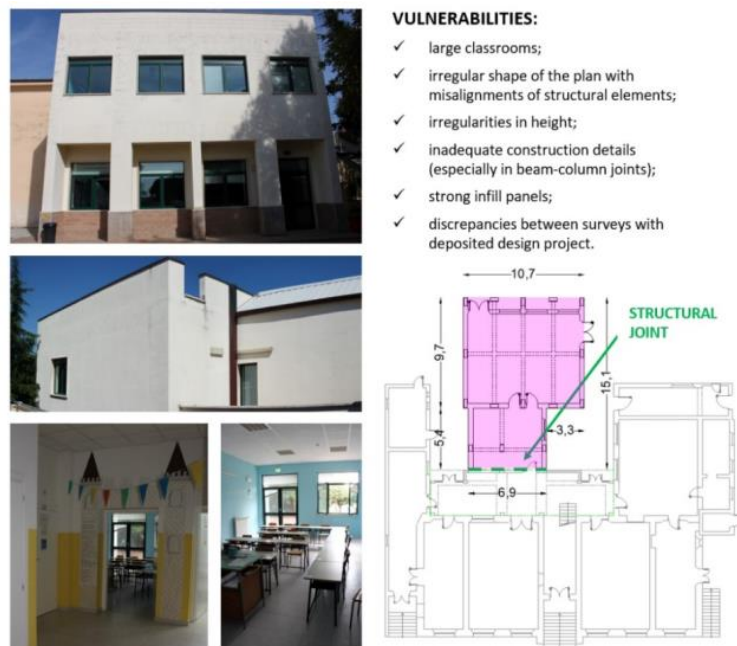 VULNERABILITIES:
✓ large classrooms;
✓ irregular shape of the plan with
misalignments of structural elements;
✓ irregularities in height;
✓ inadequate construction details
(especially in beam-column joints);
✓ strong infill panels;
✓ discrepancies between surveys with
deposited design project.
10,7
STRUCTURAL
JOINT
9,7
15,1
5,4
3,3
6,9